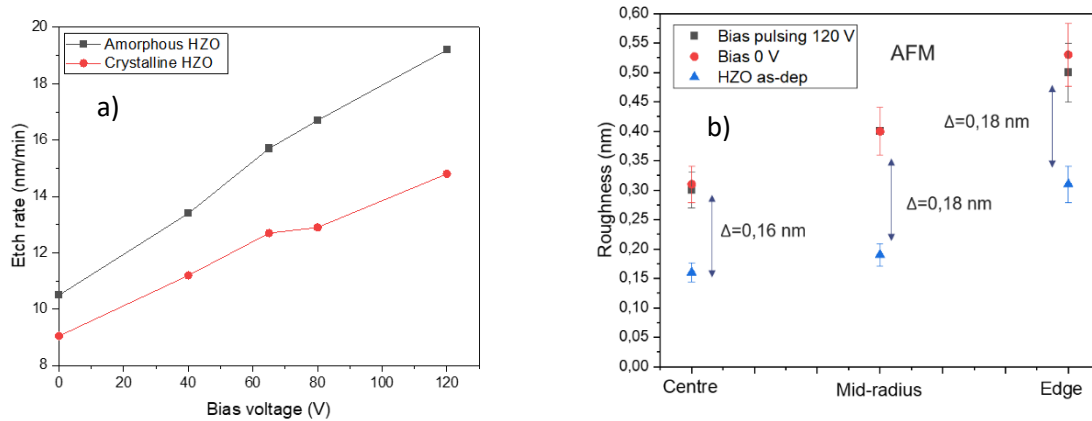 a)
Amorphous HZO
Crystalline HZO
20
18
16
14
12
10
8
Etch rate (nm/min)
0
20
40
60
80
100
120
Bias voltage (V)
b)
Bias pulsing 120 V
Bias 0 V
HZO as-dep
AFM
0,60
0,55
0,50
0,45
0,40
0,35
0,30
0,25
0,20
0,15
0,10
0,05
0,00
Roughness (nm)
Δ=0,16 nm
Δ=0,18 nm
Δ=0,18 nm
Centre
Mid-radius
Edge